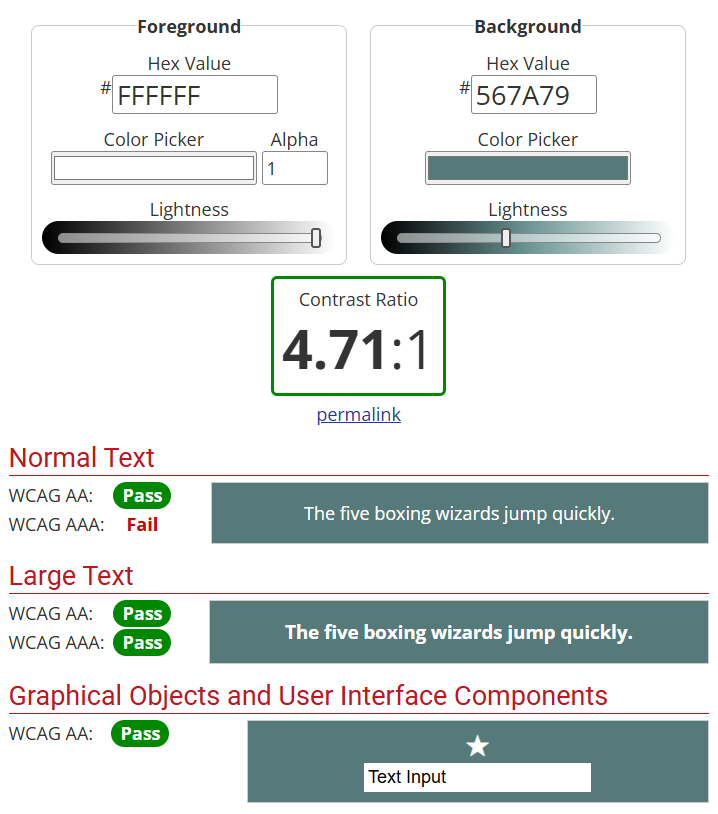 Foreground
Background
Hex Value
Hex Value
# FFFFFF
# 567A79
Color Picker Alpha
Color Picker
1
Lightness
Lightness
Contrast Ratio
4.71:1
permalink
Normal Text
WCAG AA: Pass
WCAG AAA: Fail
The five boxing wizards jump quickly.
Large Text
WCAG AA: Pass
WCAG AAA: Pass
The five boxing wizards jump quickly.
Graphical Objects and User Interface Components
WCAG AA: Pass
Text Input